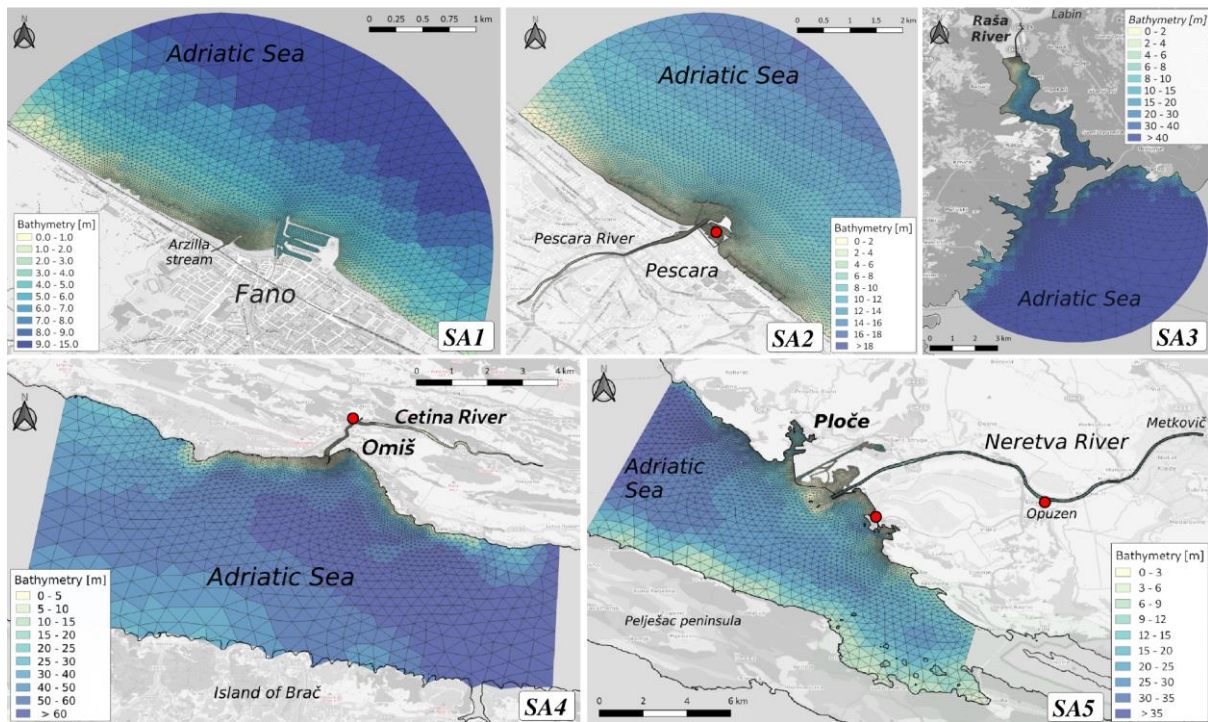 N
0 0.25 0.5 0.75 1 km
Adriatic Sea
Bathymetry [m]
0.0 - 1.0
1.0 - 2.0
2.0 - 3.0
3.0 - 4.0
4.0 - 5.0
5.0 - 6.0
6.0 - 7.0
7.0 - 8.0
8.0 - 9.0
9.0 - 15.0
Arzilla
stream
Fano
SA1
N
0 0.5 1 1.5 2 km
Adriatic Sea
Pescara River
Pescara
Bathymetry [m]
0 - 2
2 - 4
4 - 6
6 - 8
8 - 10
10 - 12
12 - 14
14 - 16
16 - 18
> 18
SA2
N
Raša
River
Labin
Bathymetry [m]
0 - 2
2 - 4
4 - 6
6 - 8
8 - 10
10 - 15
15 - 20
20 - 30
30 - 40
> 40
Adriatic Sea
0 1 2 3 km
SA3
N
0 1 2 3 4 km
Cetina River
Omiš
Adriatic Sea
Bathymetry [m]
0 - 5
5 - 10
10 - 15
15 - 20
20 - 25
25 - 30
30 - 40
40 - 50
50 - 60
> 60
Island of Brač
SA4
N
Ploče
Neretva River
Metkovič
Adriatic
Sea
Opuzen
Pelješac peninsula
Bathymetry [m]
0 - 3
3 - 6
6 - 9
9 - 12
12 - 15
15 - 20
20 - 25
25 - 30
30 - 35
> 35
0 2 4 6 km
SA5